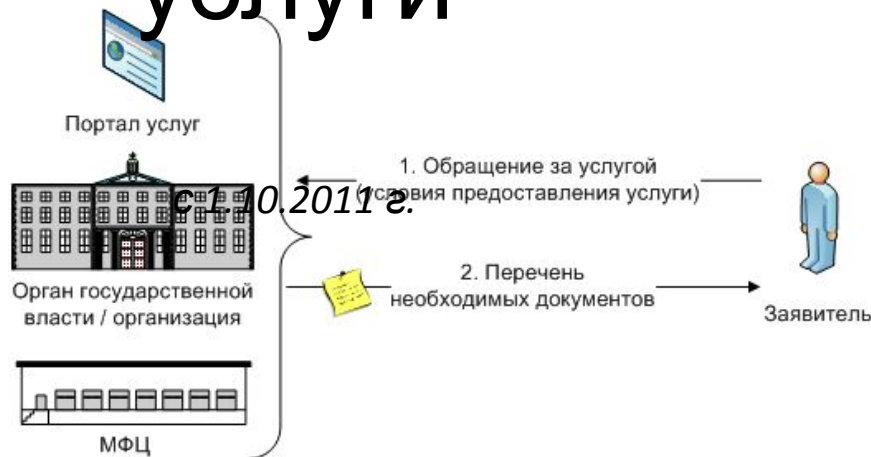 услуги
Портал услуг
1. Обращение за услугой
(условия предоставления услуги)
с 1.10.2011 г.
2. Перечень
необходимых документов
Орган государственной
власти / организация
Заявитель
МФЦ